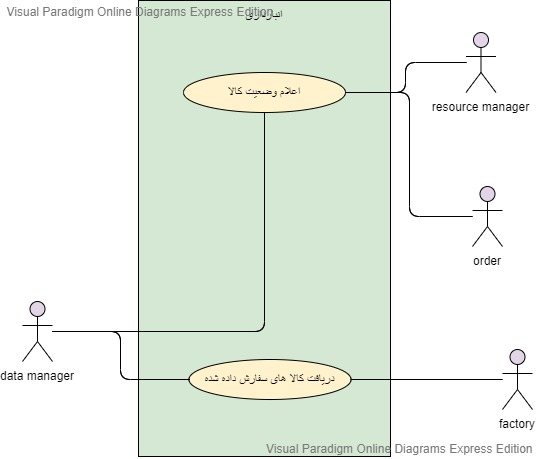 Visual Paradigm Online Diagrams Express Edition
انبارداری
اعلام وضعیت کالا
resource manager
order
data manager
دریافت کالا های سفارش داده شده
factory
Visual Paradigm Online Diagrams Express Edition